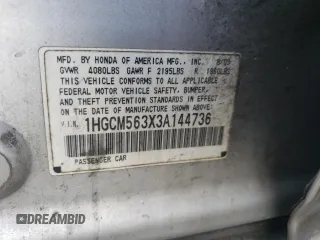 MFD. BY HONDA OF AMERICA MFG., INC.
GVWR 4080LBS GAWR F 2195LBS R 1980LBS
THIS VEHICLE CONFORMS TO ALL APPLICABLE
FEDERAL MOTOR VEHICLE SAFETY, BUMPER,
AND THEFT PREVENTION STANDARDS IN EFFECT ON
THE DATE OF MANUFACTURE SHOWN ABOVE.
V.I.N. 1HGCM563X3A144736
PASSENGER CAR
DREAMBID